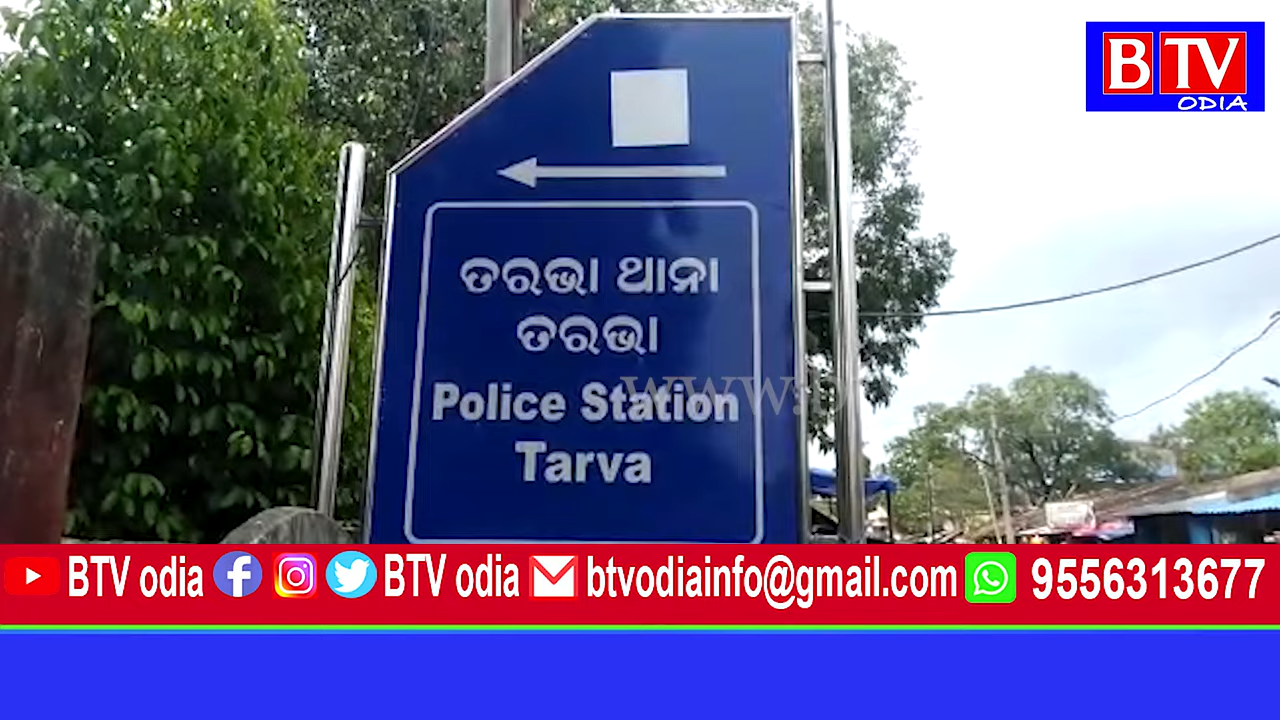 BTV
ODIA
ତରଭା ଥାନା
ତରଭା
Police Station
Tarva
BTV odia BTV odia btvodiainfo@gmail.com 9556313677